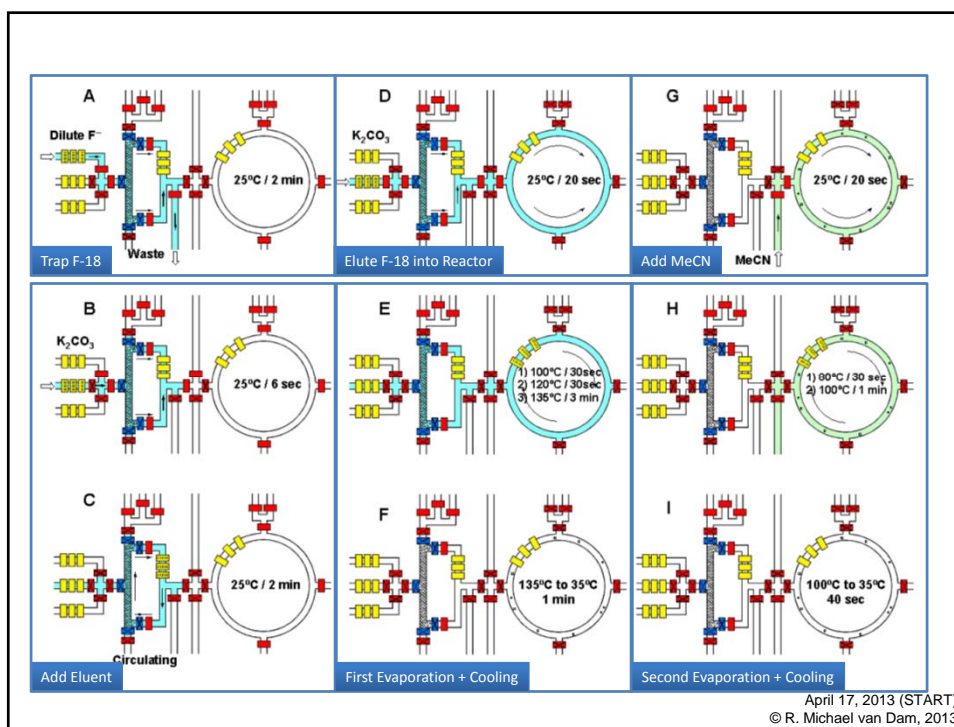 A
Dilute F⁻
25ºC / 2 min
Waste
Trap F-18
D
K₂CO₃
25ºC / 20 sec
Elute F-18 into Reactor
G
25ºC / 20 sec
MeCN
Add MeCN
B
K₂CO₃
25ºC / 6 sec
C
25ºC / 2 min
Circulating
Add Eluent
E
1) 100ºC / 30sec
2) 120ºC / 30sec
3) 135ºC / 3 min
F
135ºC to 35ºC
1 min
First Evaporation + Cooling
H
1) 80ºC / 30 sec
2) 100ºC / 1 min
I
100ºC to 35ºC
40 sec
Second Evaporation + Cooling
April 17, 2013 (START)
© R. Michael van Dam, 2013